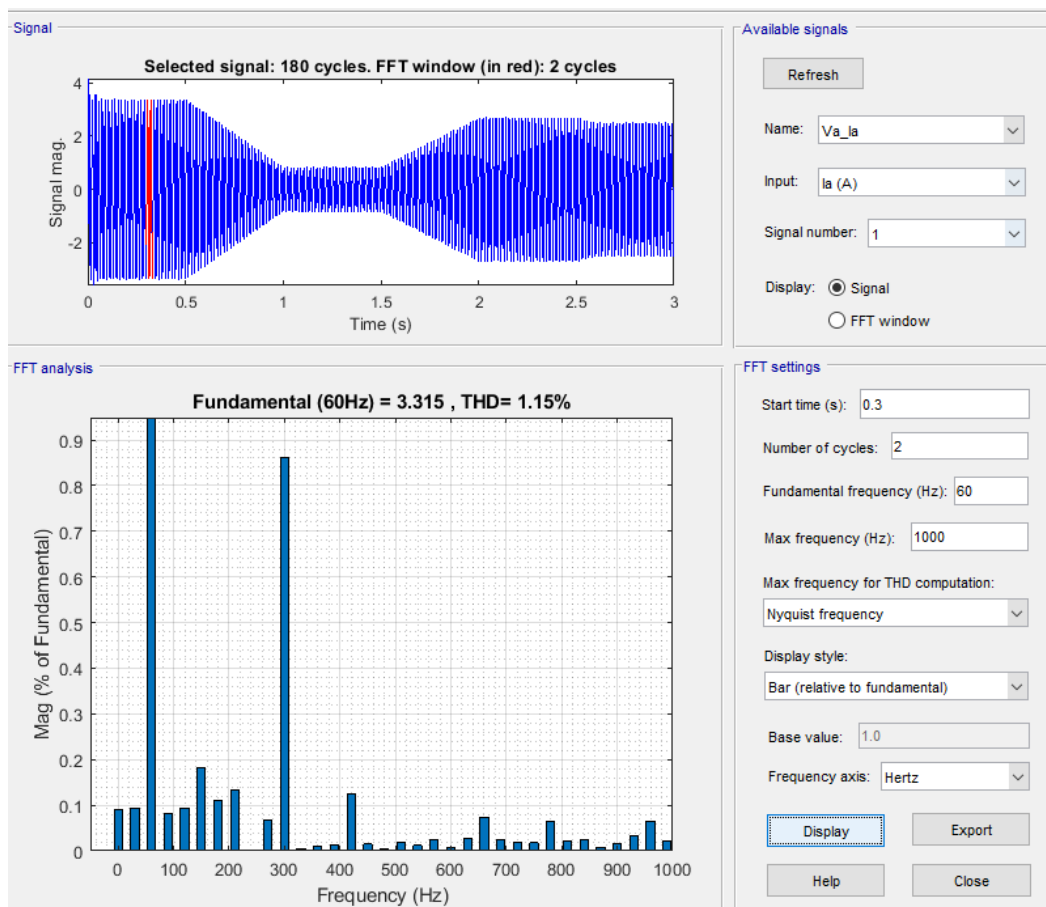 Signal
Selected signal: 180 cycles. FFT window (in red): 2 cycles
4
2
0
-2
Signal mag.
0 0.5 1 1.5 2 2.5 3
Time (s)
Available signals
Refresh
Name: Va_Ia
Input: Ia (A)
Signal number: 1
Display: Signal
FFT window
FFT analysis
Fundamental (60Hz) = 3.315 , THD= 1.15%
0.9
0.8
0.7
0.6
0.5
0.4
0.3
0.2
0.1
0
Mag (% of Fundamental)
0 100 200 300 400 500 600 700 800 900 1000
Frequency (Hz)
FFT settings
Start time (s): 0.3
Number of cycles: 2
Fundamental frequency (Hz): 60
Max frequency (Hz): 1000
Max frequency for THD computation:
Nyquist frequency
Display style:
Bar (relative to fundamental)
Base value: 1.0
Frequency axis: Hertz
Display Export
Help Close